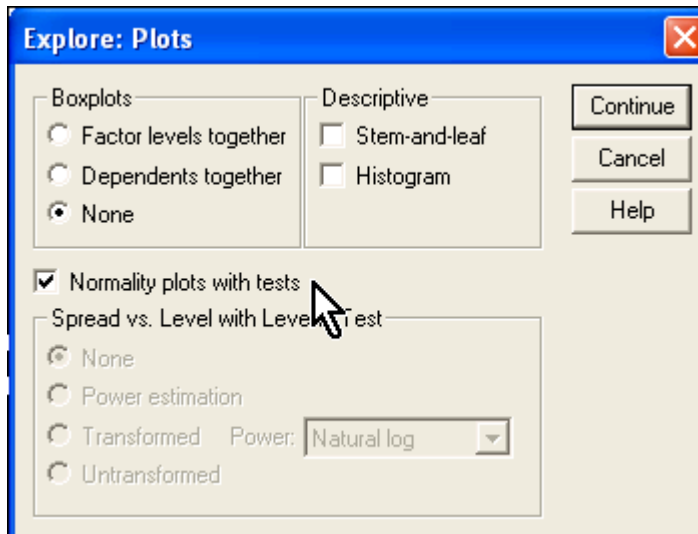 Explore: Plots
Boxplots
Factor levels together
Dependents together
None
Descriptive
Stem-and-leaf
Histogram
Continue
Cancel
Help
Normality plots with tests
Spread vs. Level with Test
None
Power estimation
Transformed Power: Natural log
Untransformed